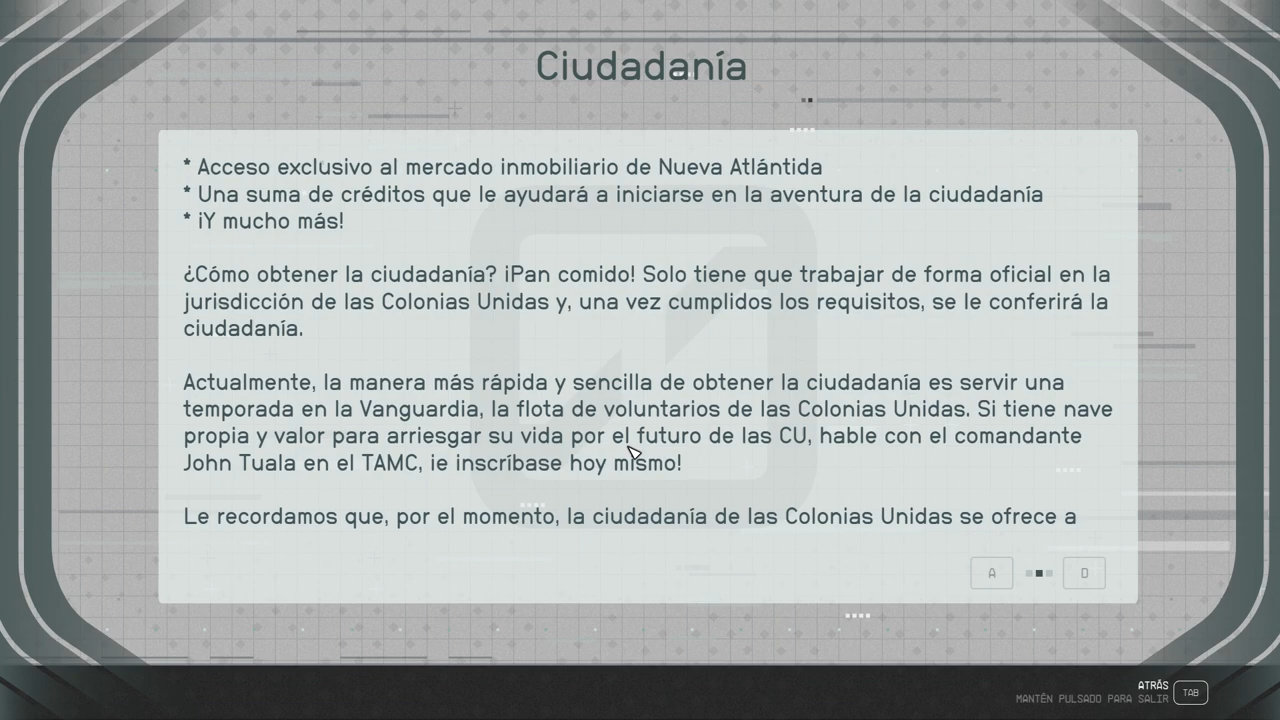 Ciudadanía
* Acceso exclusivo al mercado inmobiliario de Nueva Atlántida
* Una suma de créditos que le ayudará a iniciarse en la aventura de la ciudadanía
* ¡Y mucho más!
¿Cómo obtener la ciudadanía? ¡Pan comido! Solo tiene que trabajar de forma oficial en la
jurisdicción de las Colonias Unidas y, una vez cumplidos los requisitos, se le conferirá la
ciudadanía.
Actualmente, la manera más rápida y sencilla de obtener la ciudadanía es servir una
temporada en la Vanguardia, la flota de voluntarios de las Colonias Unidas. Si tiene nave
propia y valor para arriesgar su vida por el futuro de las CU, hable con el comandante
John Tuala en el TAMC, ¡e inscríbase hoy mismo!
Le recordamos que, por el momento, la ciudadanía de las Colonias Unidas se ofrece a
A D
ATRÁS
MANTÉN PULSADO PARA SALIR TAB